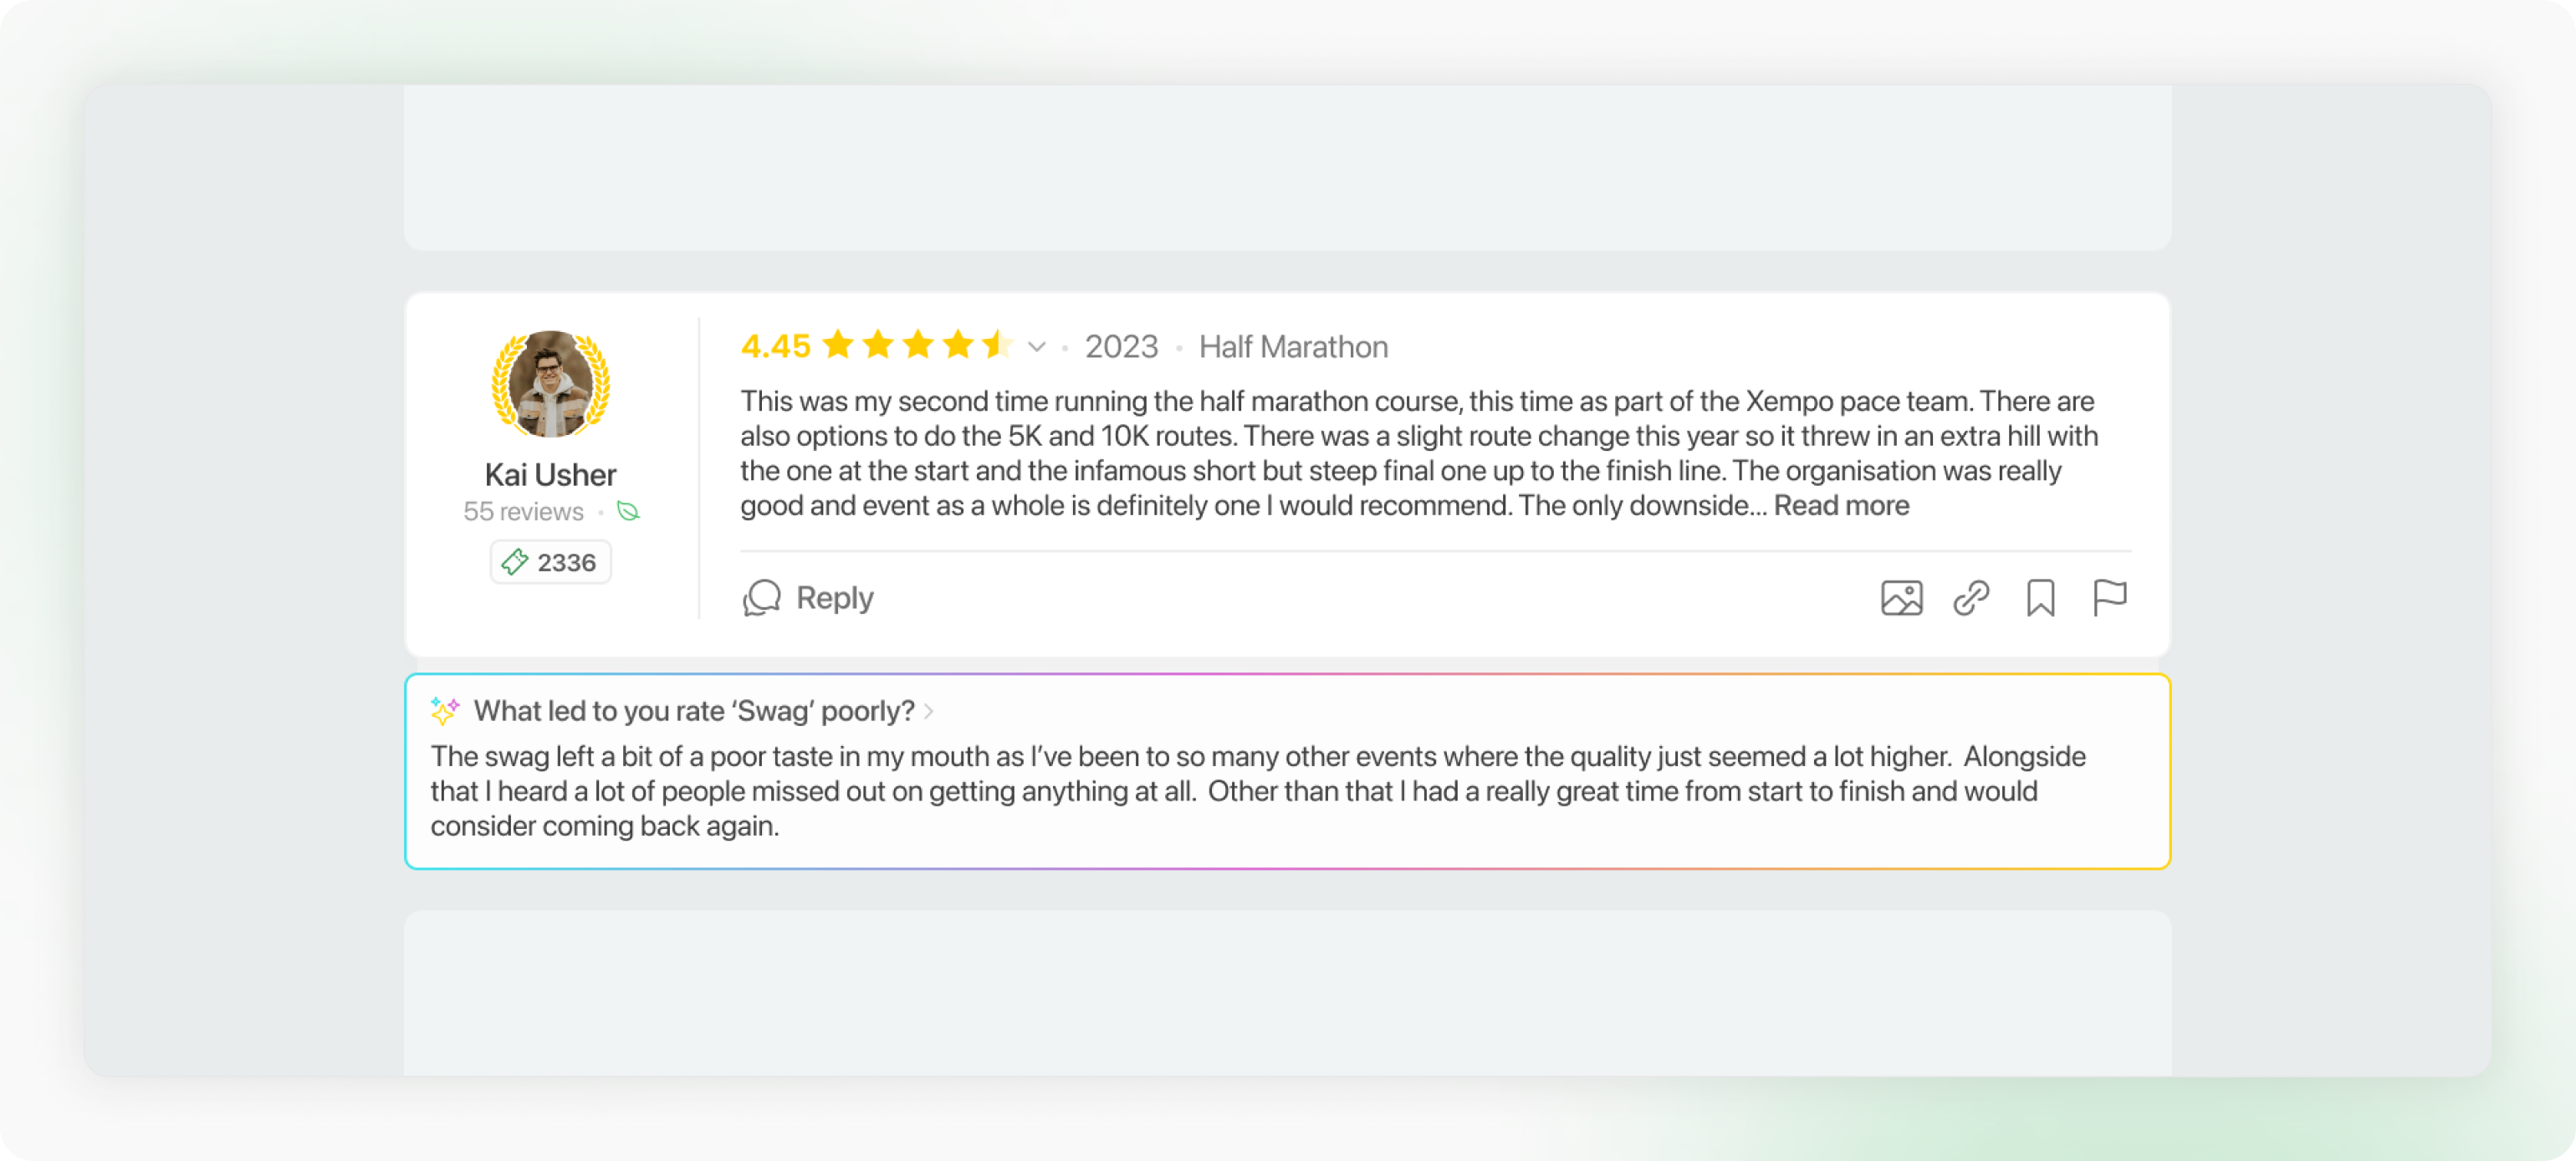 4.45 • 2023 • Half Marathon
This was my second time running the half marathon course, this time as part of the Xempo pace team. There are
also options to do the 5K and 10K routes. There was a slight route change this year so it threw in an extra hill with
the one at the start and the infamous short but steep final one up to the finish line. The organisation was really
good and event as a whole is definitely one I would recommend. The only downside... Read more
Kai Usher
55 reviews •
2336
Reply
What led to you rate ‘Swag’ poorly?
The swag left a bit of a poor taste in my mouth as I’ve been to so many other events where the quality just seemed a lot higher. Alongside
that I heard a lot of people missed out on getting anything at all. Other than that I had a really great time from start to finish and would
consider coming back again.